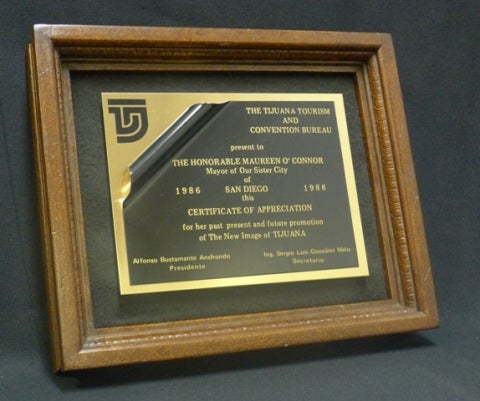 TJ
THE TIJUANA TOURISM
AND
CONVENTION BUREAU
present to
THE HONORABLE MAUREEN O' CONNOR
Mayor of Our Sister City
of
1986 SAN DIEGO 1988
this
CERTIFICATE OF APPRECIATION
for her past present and future promotion
of The New Image of TIJUANA
Alfonso Bustamante Anchondo
Presidente
Ing. Sergio Luis González Melo
Secretario